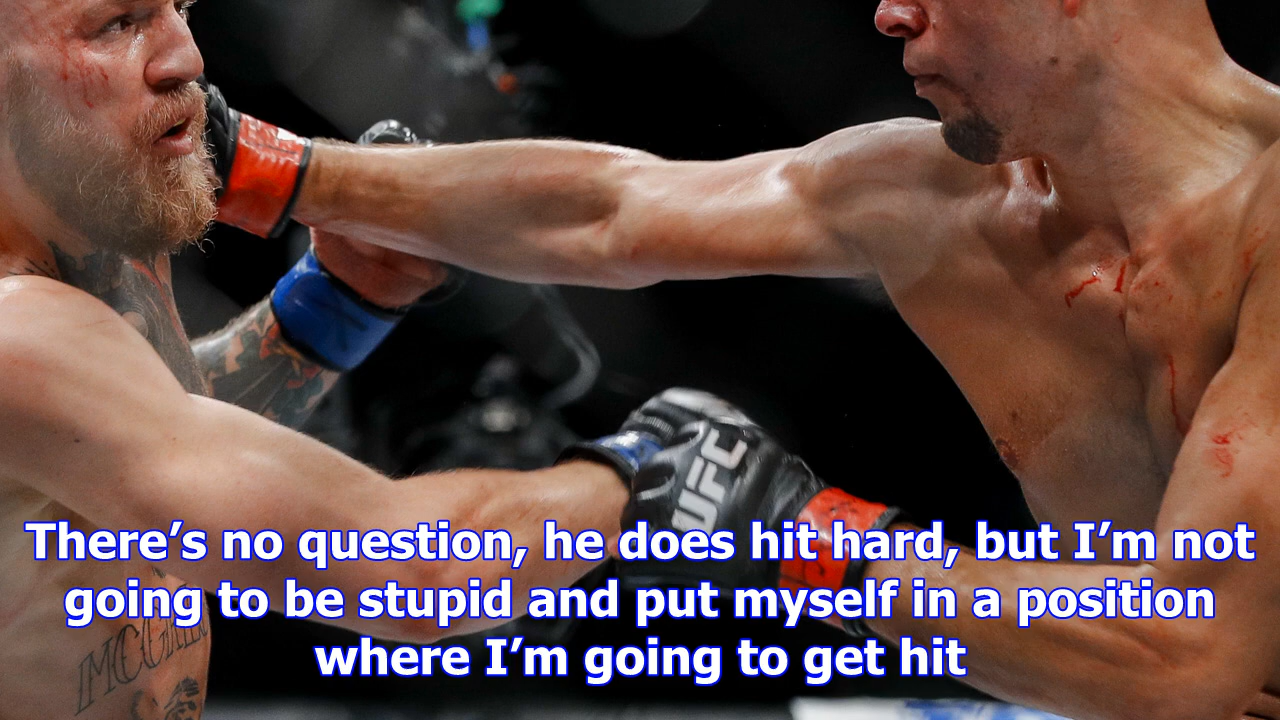 UFC
There’s no question, he does hit hard, but I’m not
going to be stupid and put myself in a position
where I’m going to get hit